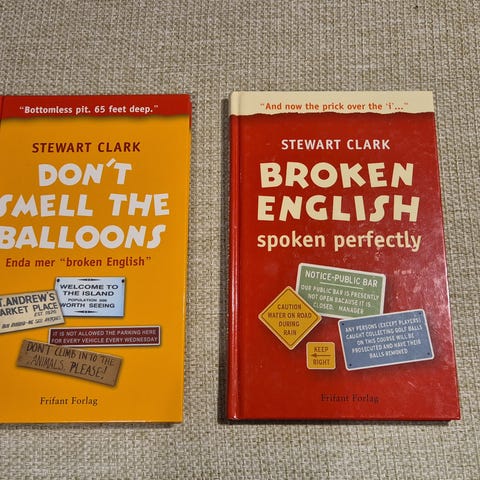 "Bottomless pit. 65 feet deep."
STEWART CLARK
DON'T
SMELL THE
BALLOONS
Enda mer "broken English"
T.ANDREW'S
ARKET PLACE
WELCOME TO
THE ISLAND
POPULATION
WORTH SEEING
IT IS NOT ALLOWED THE PARKING HERE
FOR EVERY VEHICLE EVERY WEDNESDAY
DON'T CLIMB IN TO THE
ANIMALS, PLEASE!
Frifant Forlag
"And now the prick over the 'i'..."
STEWART CLARK
BROKEN
ENGLISH
spoken perfectly
NOTICE-PUBLIC BAR
OUR PUBLIC BAR IS PRESENTLY
NOT OPEN BACAUSE IT IS
CLOSED. MANAGER
CAUTION
WATER ON ROAD
DURING
RAIN
KEEP
RIGHT
ANY PERSONS (EXCEPT PLAYERS)
CAUGHT COLLECTING GOLF BALLS
ON THIS COURSE WILL BE
PROSECUTED AND HAVE THEIR
BALLS REMOVED
Frifant Forlag